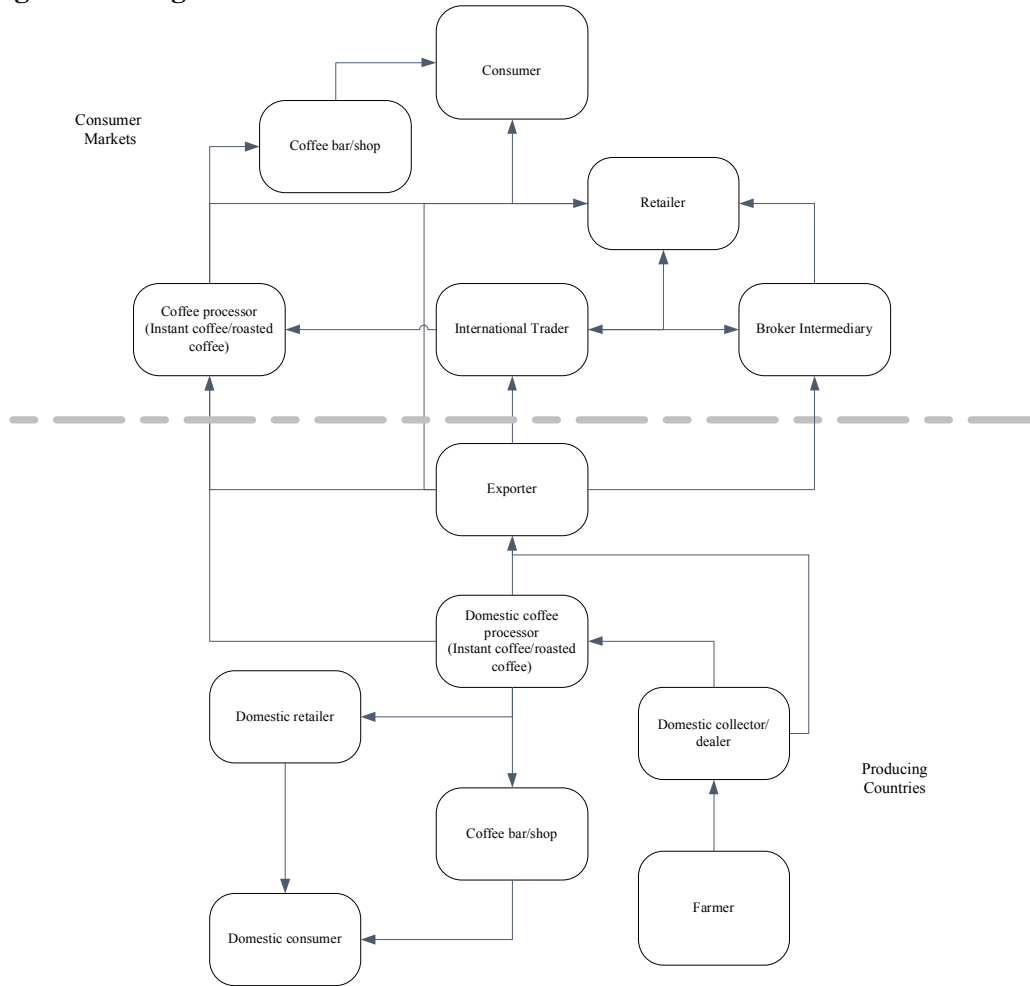 Consumer
Consumer
Markets
Coffee bar/shop
Retailer
Coffee processor
(Instant coffee/roasted
coffee)
International Trader
Broker Intermediary
Exporter
Domestic coffee
processor
(Instant coffee/roasted
coffee)
Domestic retailer
Domestic collector/
dealer
Producing
Countries
Coffee bar/shop
Farmer
Domestic consumer